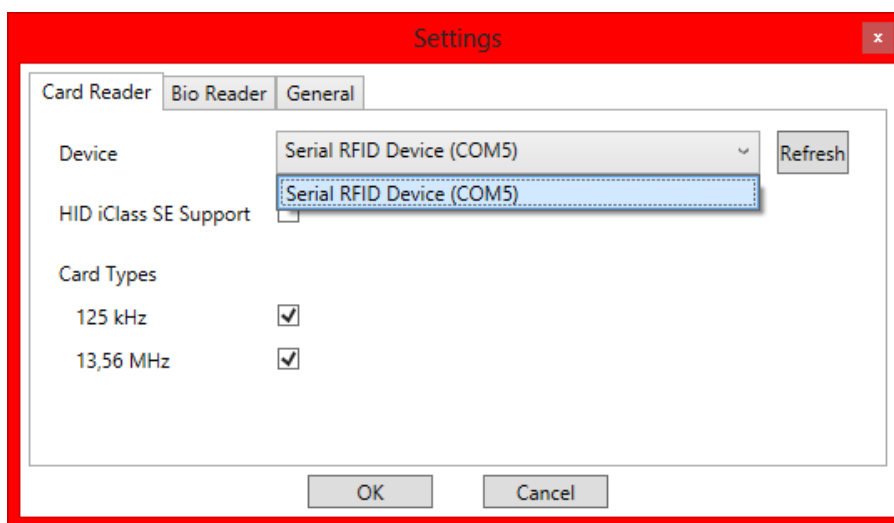 Settings
x
Card Reader Bio Reader General
Device Serial RFID Device (COM5) Refresh
Serial RFID Device (COM5)
HID iClass SE Support
Card Types
125 kHz
13,56 MHz
OK Cancel